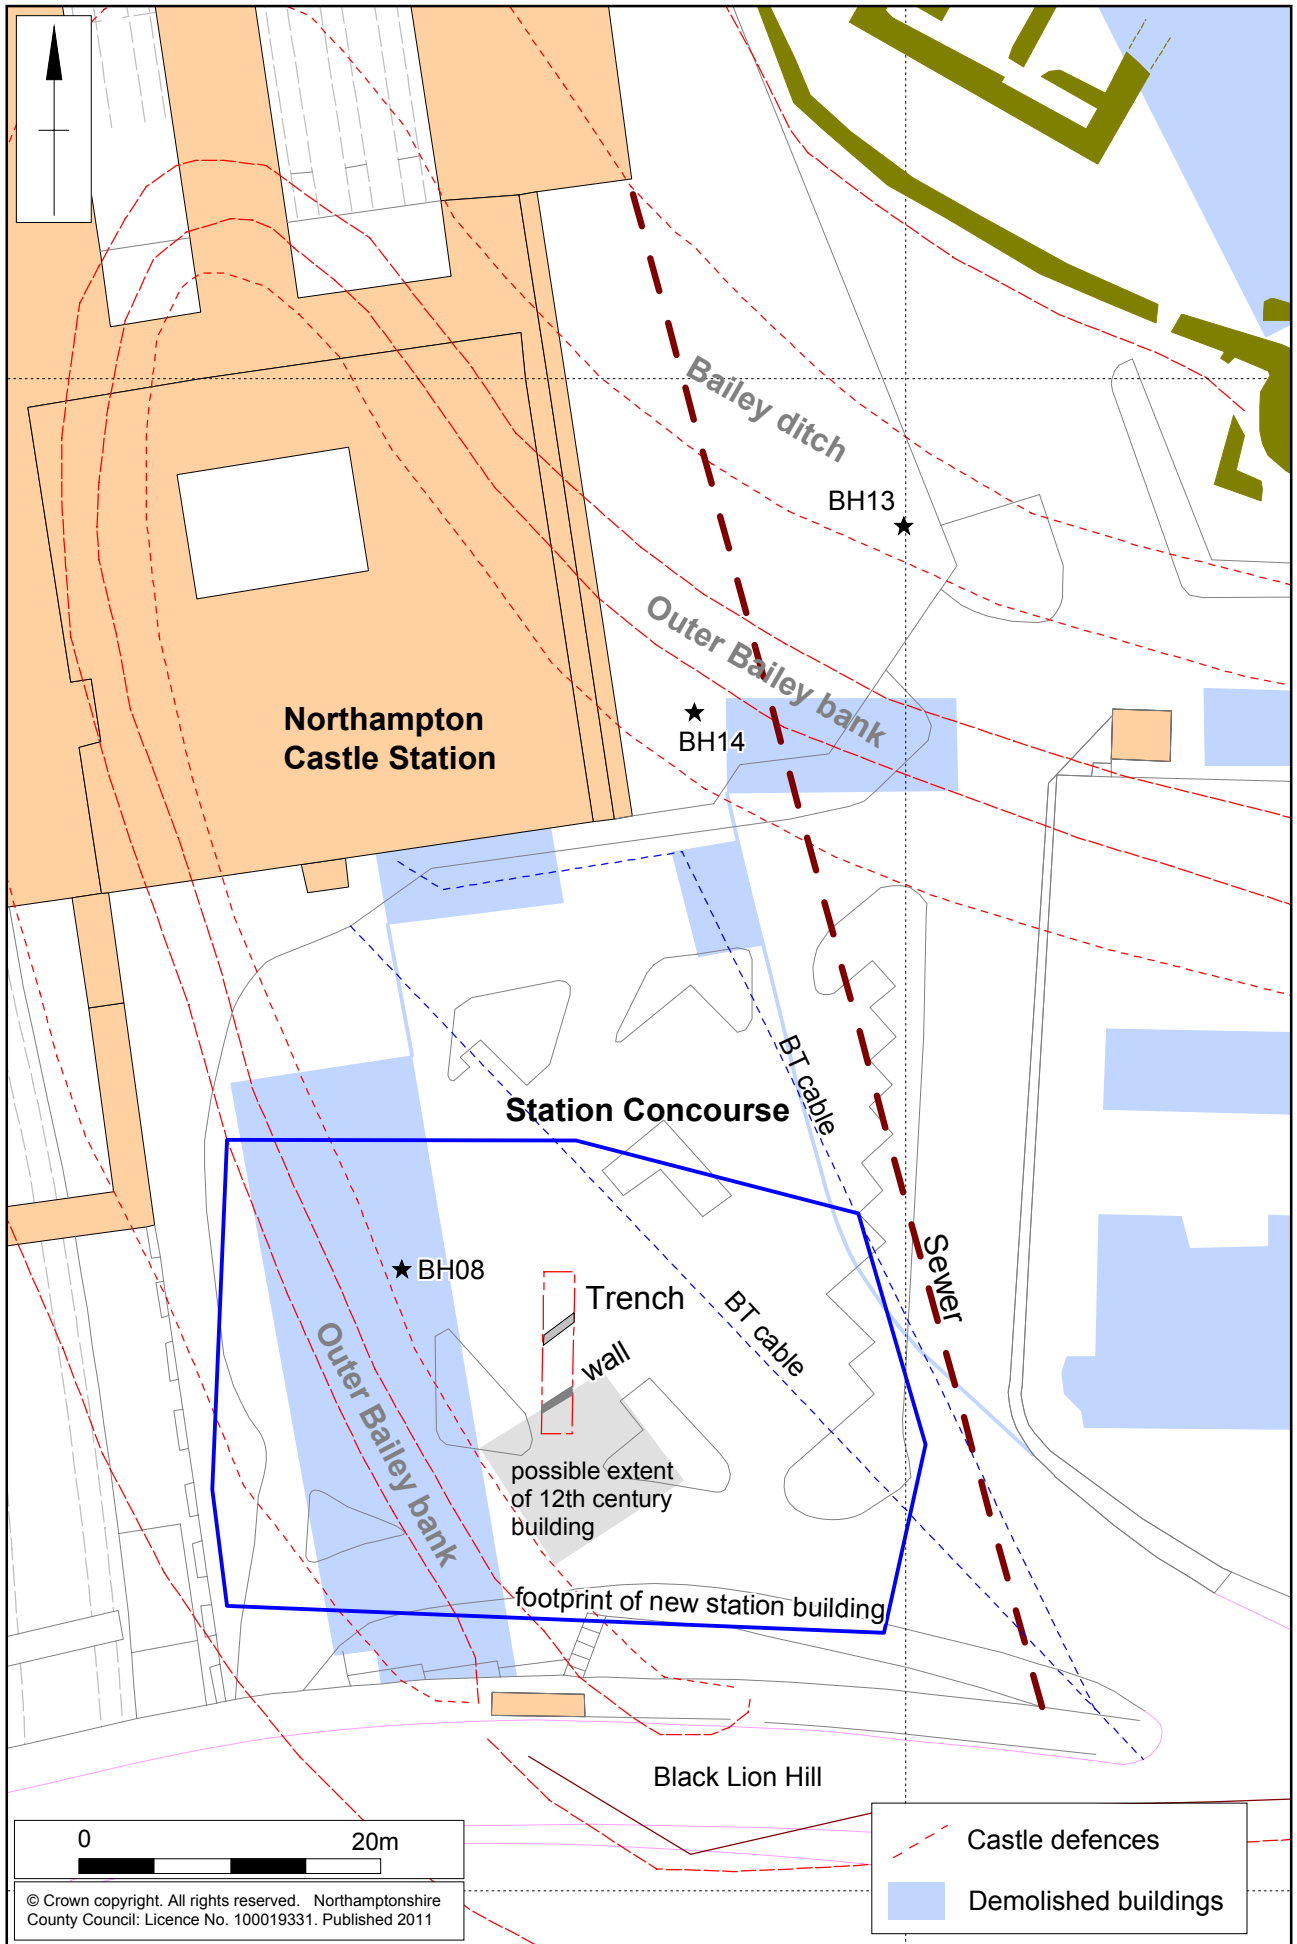 Bailey ditch
BH13
Outer Bailey bank
Northampton
Castle Station
BH14
BT cable
Station Concourse
Sewer
BH08
Trench
BT cable
wall
Outer Bailey bank
possible extent
of 12th century
building
footprint of new station building
Black Lion Hill
0 20m
© Crown copyright. All rights reserved. Northamptonshire
County Council: Licence No. 100019331. Published 2011
Castle defences
Demolished buildings